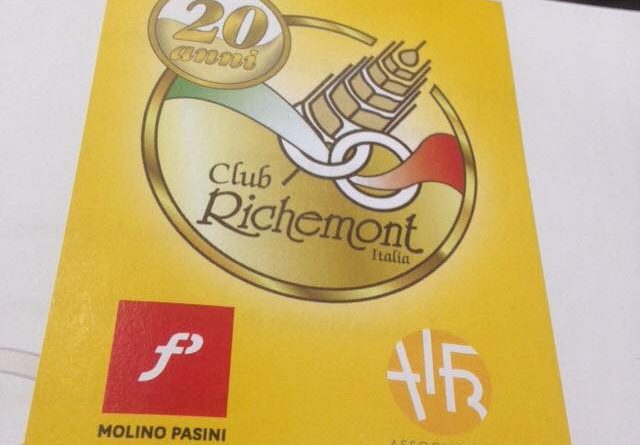 20
anni
Club
Richemont
Italia
MOLINO PASINI